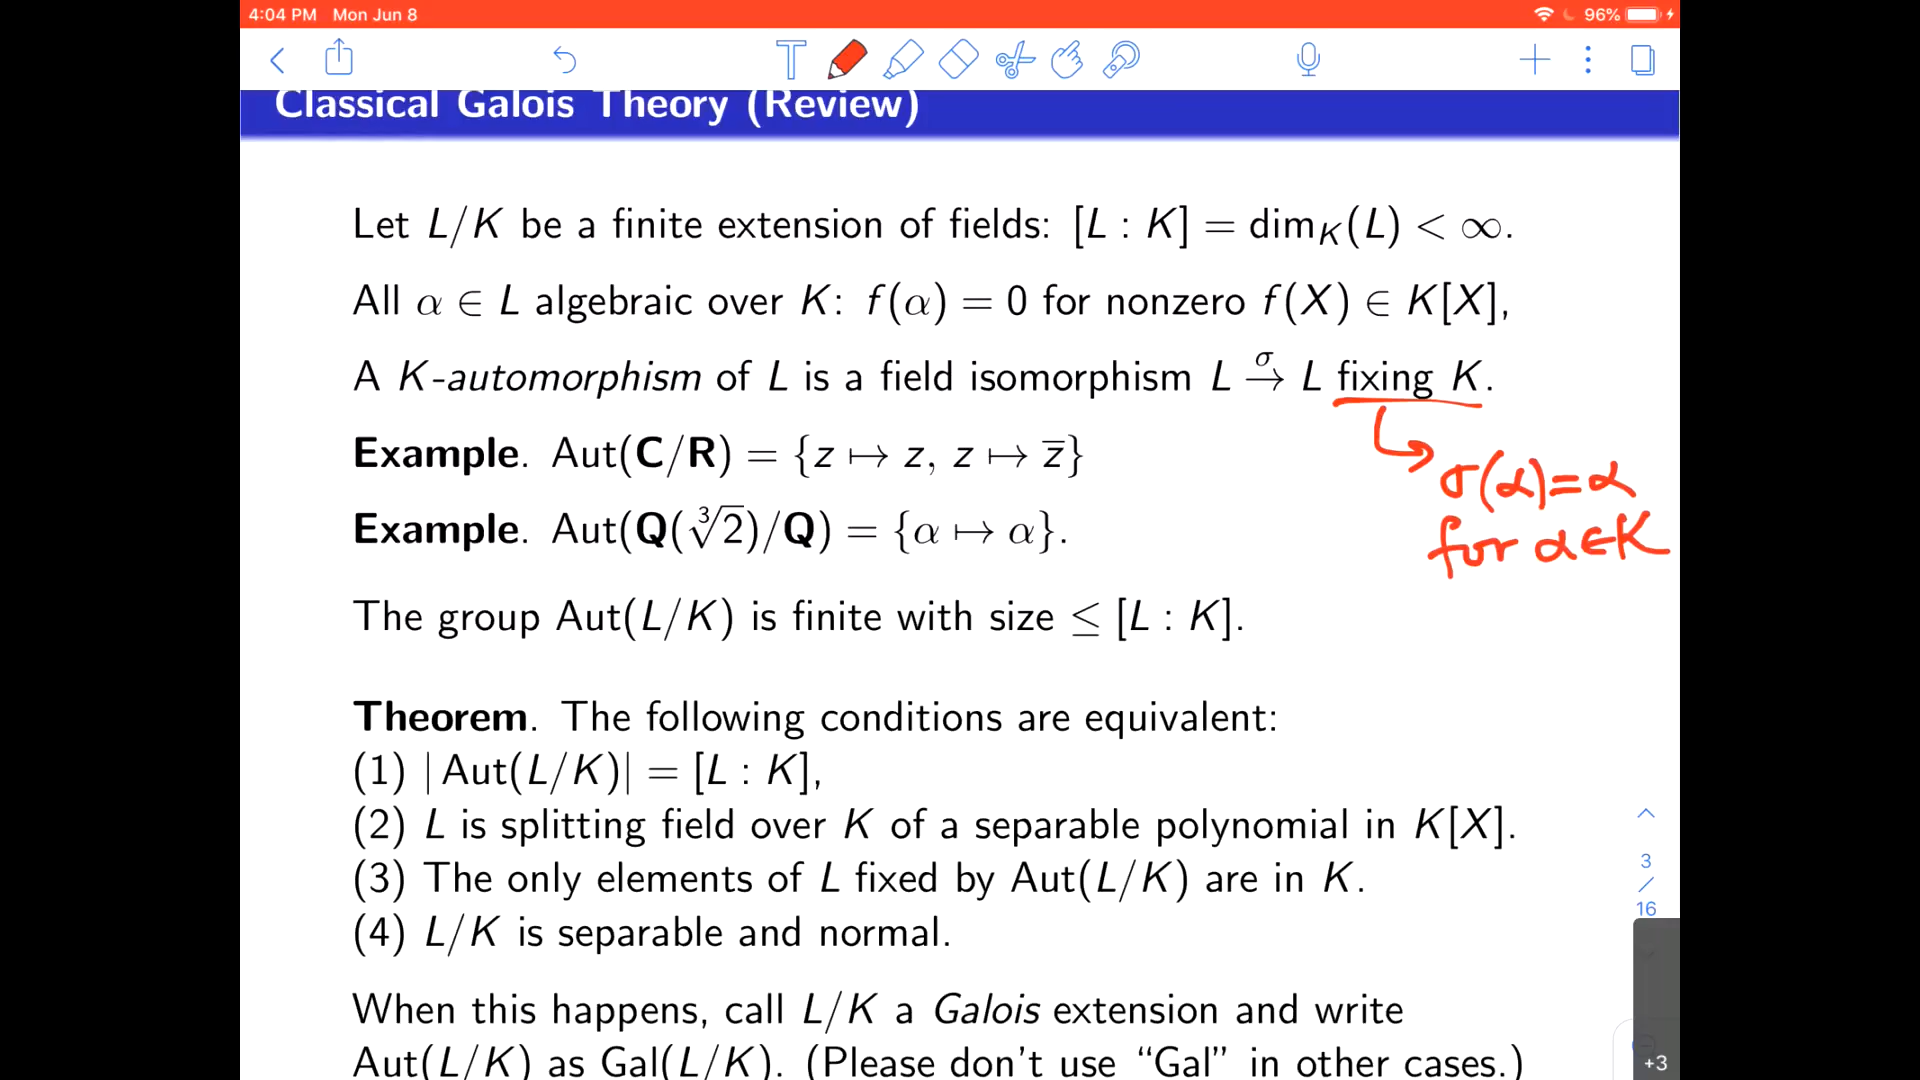 4:04 PM Mon Jun 8 96%
Classical Galois Theory (Review)
Let L/K be a finite extension of fields: [L : K] = dim_K(L) < ∞.
All α ∈ L algebraic over K: f(α) = 0 for nonzero f(X) ∈ K[X],
A K-automorphism of L is a field isomorphism L →^σ L fixing K.
Example. Aut(C/R) = {z ↦ z, z ↦ z̅}
σ(α)=α
Example. Aut(Q(∛2)/Q) = {α ↦ α}.
for α∈K
The group Aut(L/K) is finite with size ≤ [L : K].
Theorem. The following conditions are equivalent:
(1) |Aut(L/K)| = [L : K],
(2) L is splitting field over K of a separable polynomial in K[X].
(3) The only elements of L fixed by Aut(L/K) are in K.
(4) L/K is separable and normal.
3
/
16
When this happens, call L/K a Galois extension and write
Aut(L/K) as Gal(L/K). (Please don't use “Gal” in other cases.)
+3